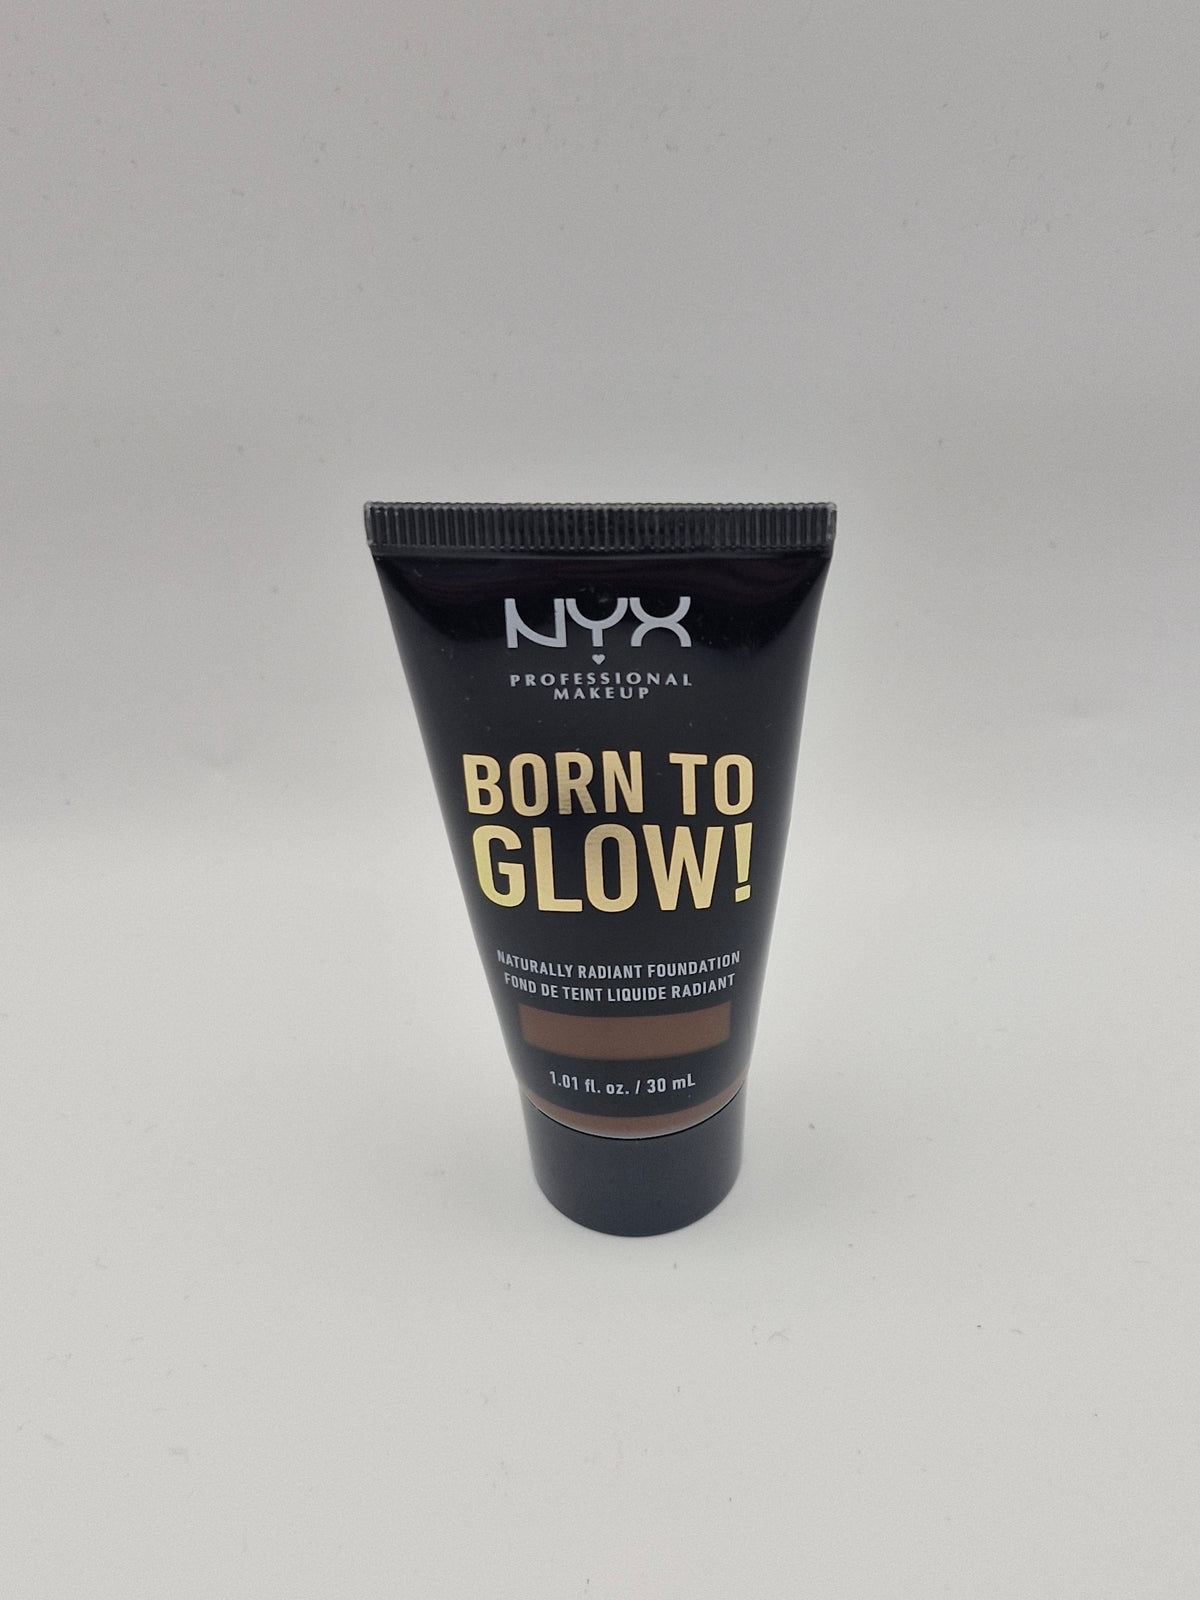 NYX
PROFESSIONAL
MAKEUP
BORN TO
GLOW!
NATURALLY RADIANT FOUNDATION
FOND DE TEINT LIQUIDE RADIANT
1.01 fl. oz. / 30 mL